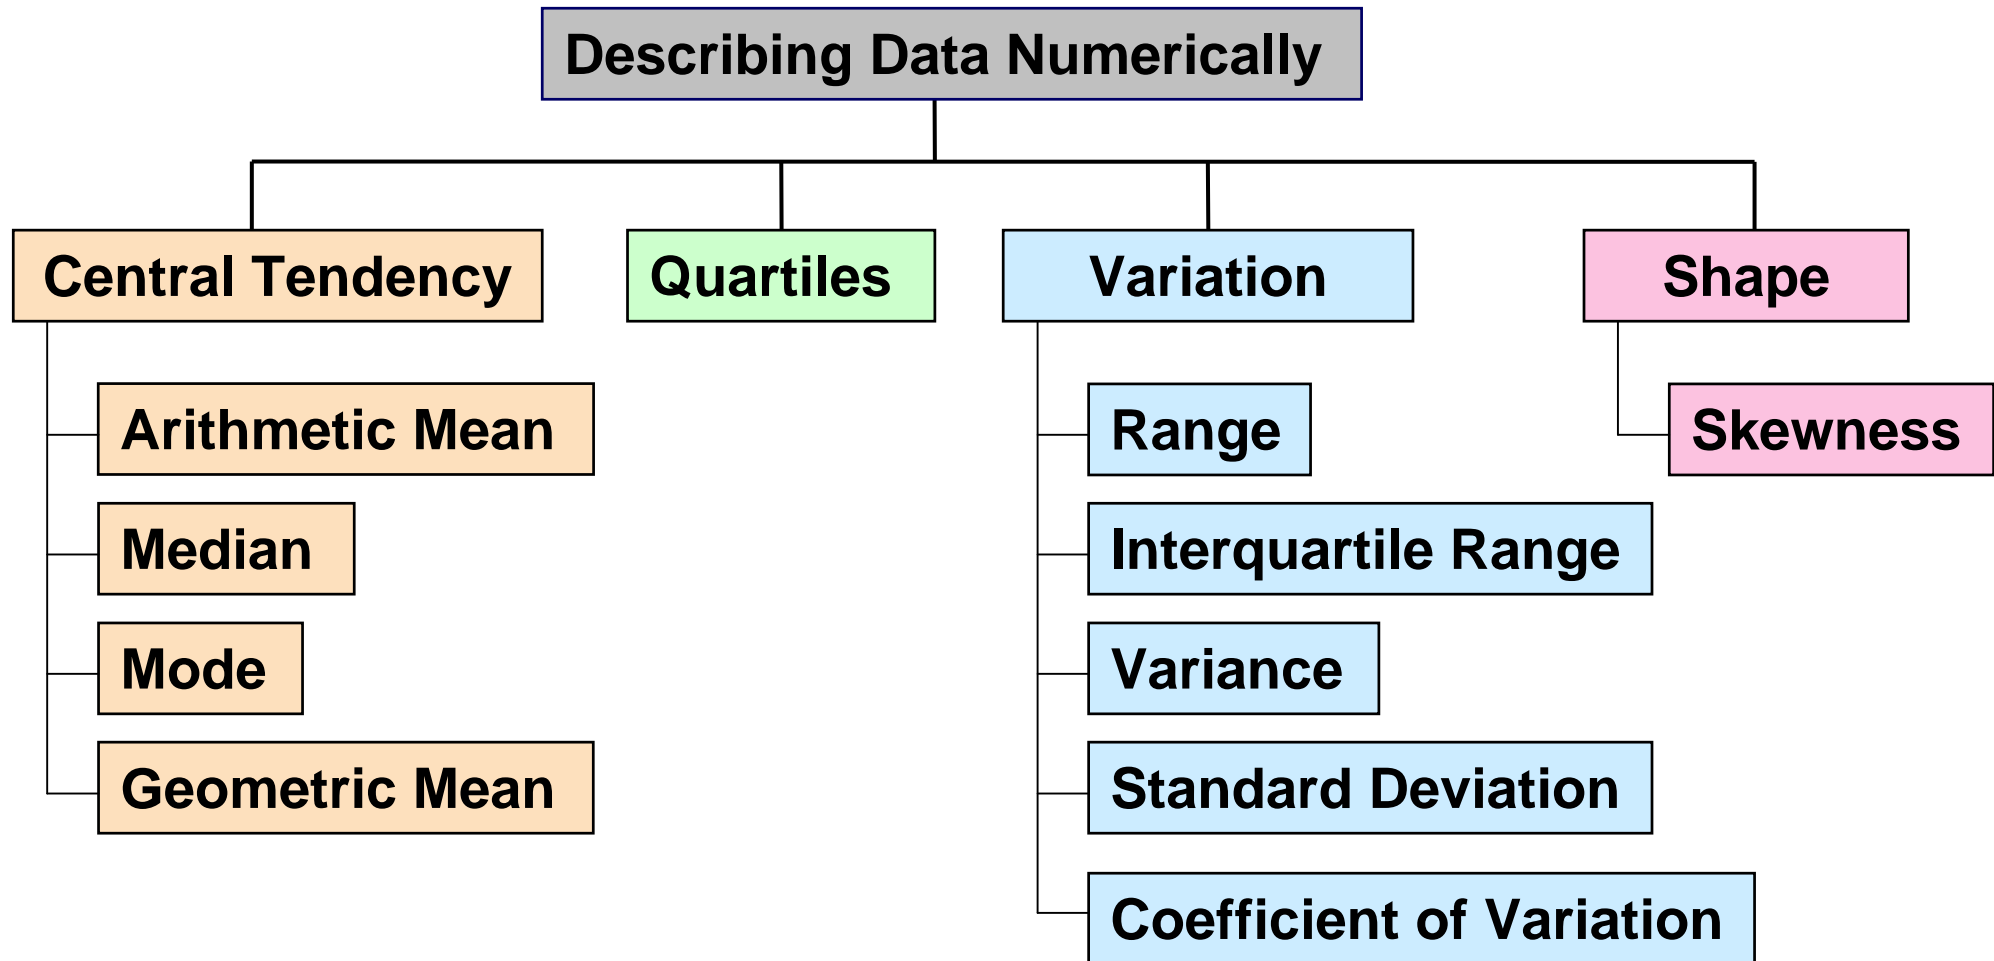 Describing Data Numerically
Central Tendency
Quartiles
Variation
Shape
Arithmetic Mean
Median
Mode
Geometric Mean
Range
Interquartile Range
Variance
Standard Deviation
Coefficient of Variation
Skewness